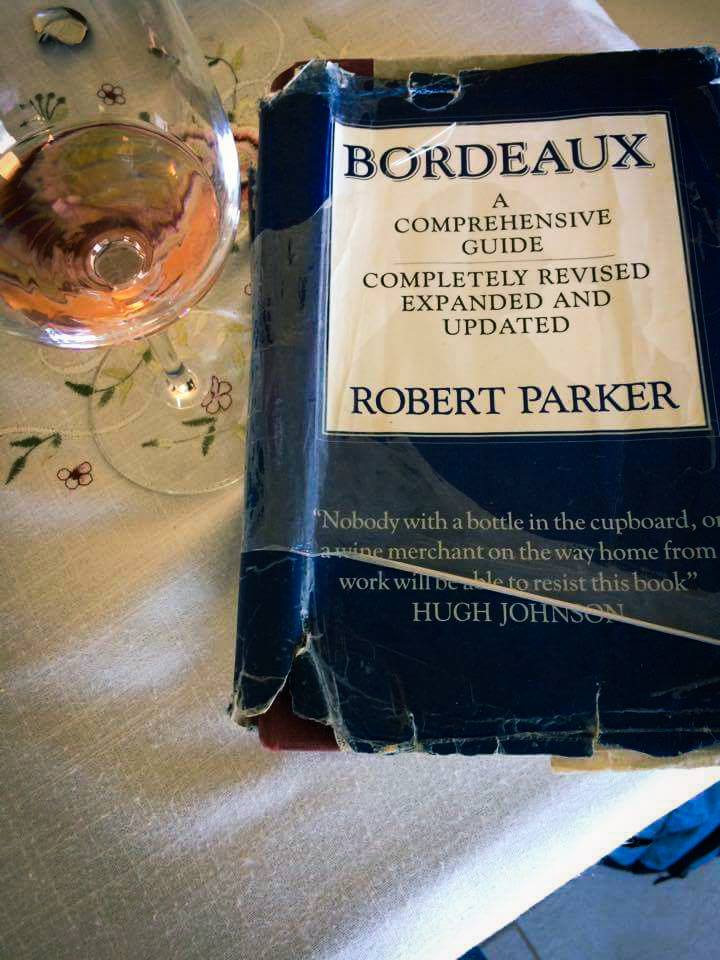 BORDEAUX
A
COMPREHENSIVE
GUIDE
COMPLETELY REVISED
EXPANDED AND
UPDATED
ROBERT PARKER
“Nobody with a bottle in the cupboard, or
a wine merchant on the way home from
work will be able to resist this book”
HUGH JOHNSON